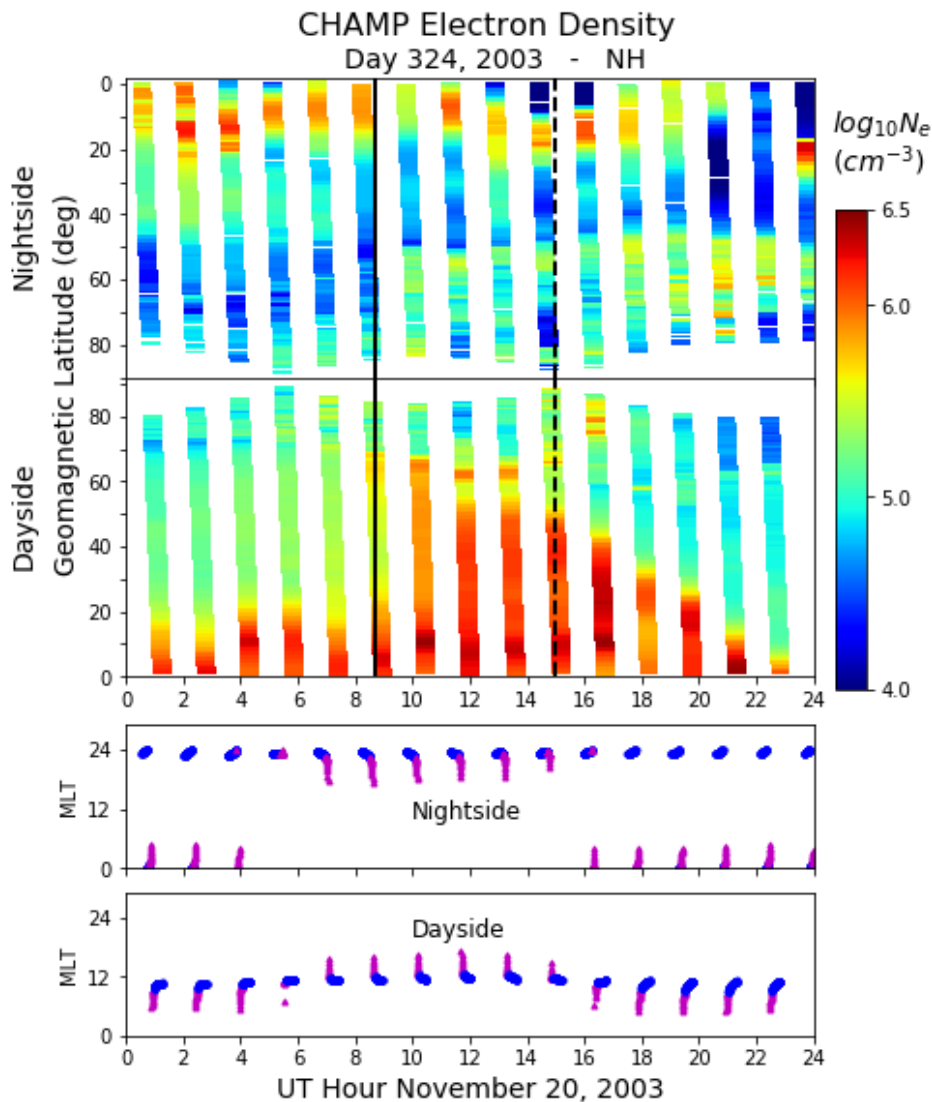 CHAMP Electron Density
Day 324, 2003 - NH
Nightside
Dayside
Geomagnetic Latitude (deg)
0
20
40
60
80
80
60
40
20
0
0 2 4 6 8 10 12 14 16 18 20 22 24
log₁₀Nₑ
(cm⁻³)
6.5
6.0
5.0
4.0
MLT
24
12
0
Nightside
0 2 4 6 8 10 12 14 16 18 20 22 24
MLT
24
12
0
Dayside
0 2 4 6 8 10 12 14 16 18 20 22 24
UT Hour November 20, 2003